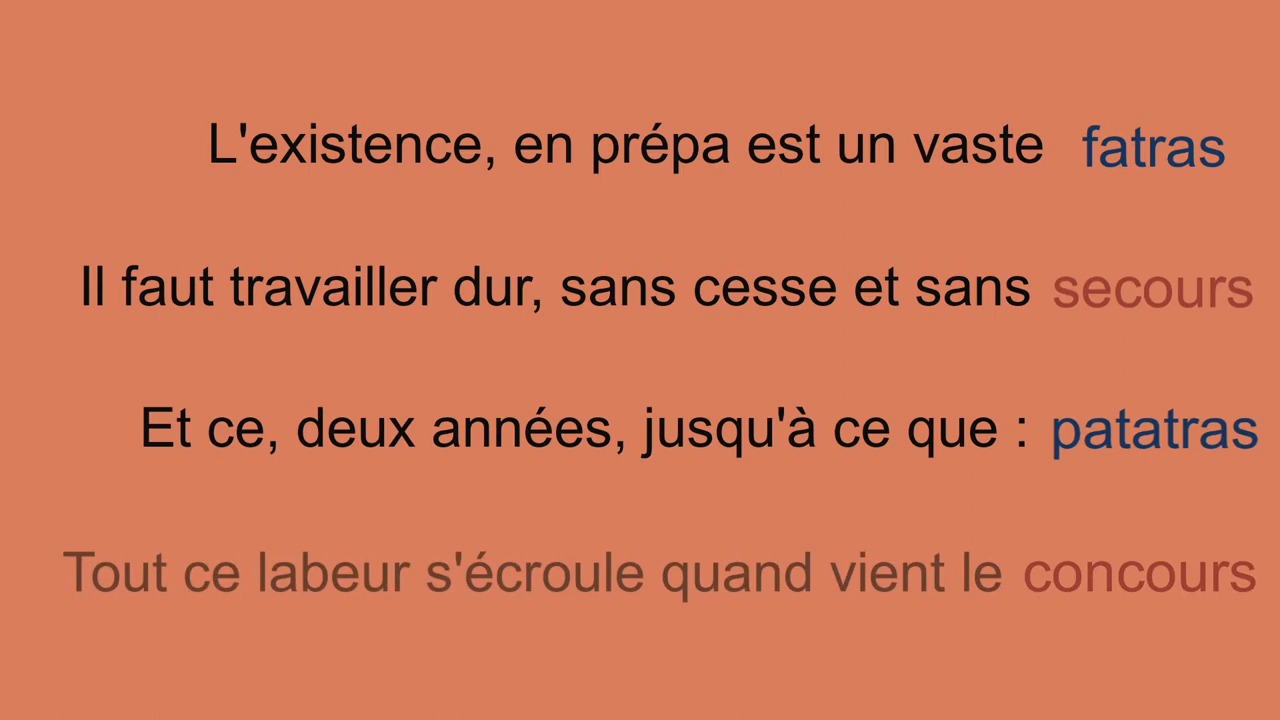 L'existence, en prépa est un vaste fatras
Il faut travailler dur, sans cesse et sans secours
Et ce, deux années, jusqu'à ce que : patatras
Tout ce labeur s'écroule quand vient le concours